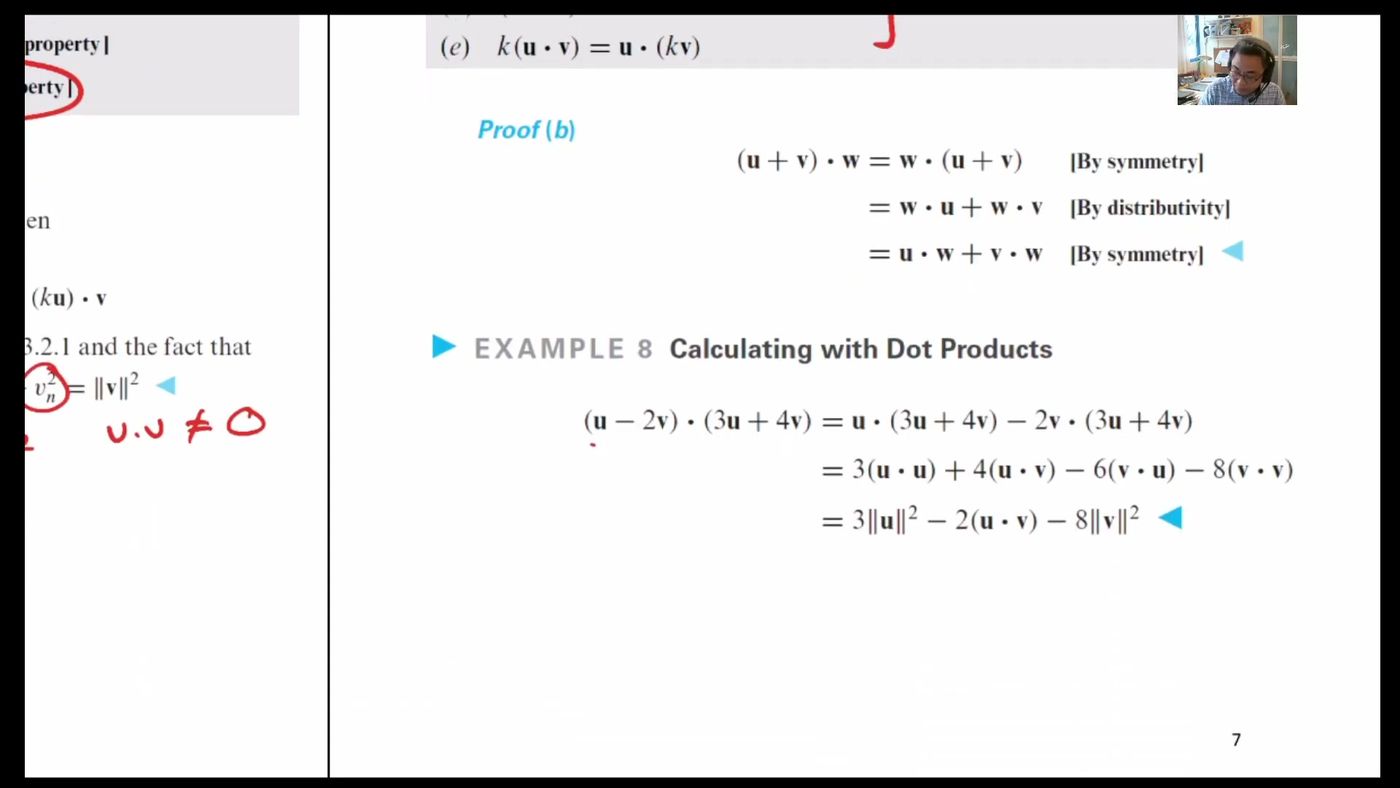 property]
erty]
en
(ku) · v
3.2.1 and the fact that
v_n^2 = ||v||^2 ◀
u.u ≠ 0
(e) k(u · v) = u · (kv)
Proof (b)
(u + v) · w = w · (u + v) [By symmetry]
= w · u + w · v [By distributivity]
= u · w + v · w [By symmetry] ◀
▶ EXAMPLE 8 Calculating with Dot Products
(u − 2v) · (3u + 4v) = u · (3u + 4v) − 2v · (3u + 4v)
= 3(u · u) + 4(u · v) − 6(v · u) − 8(v · v)
= 3||u||² − 2(u · v) − 8||v||² ◀
7